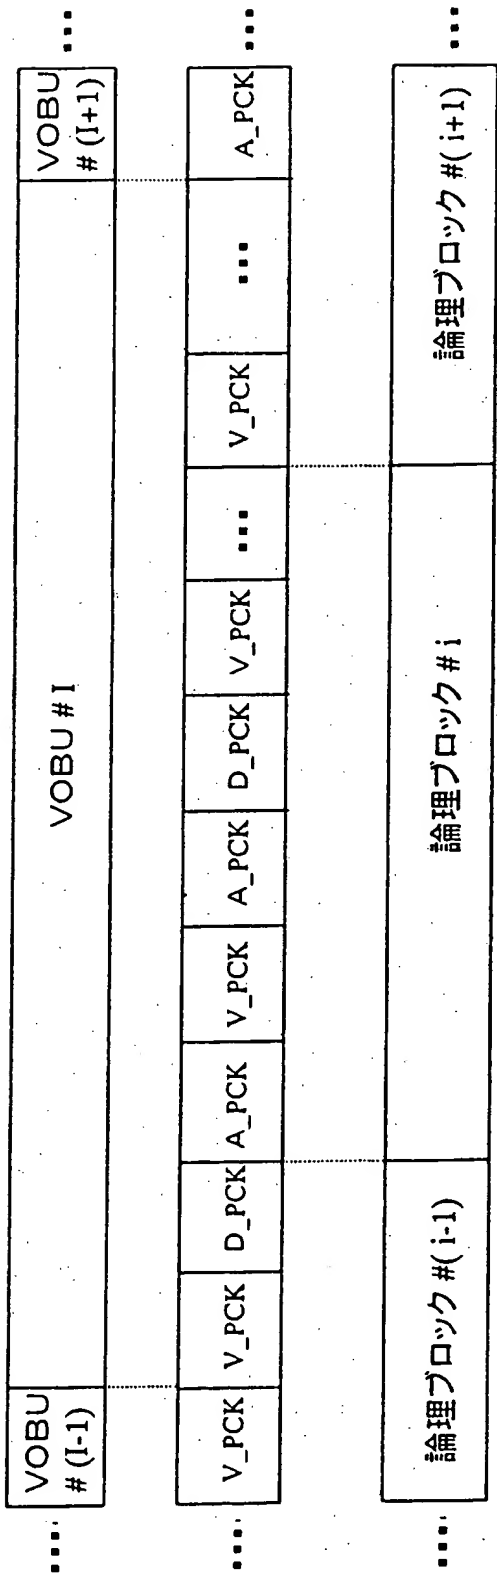 ••• VOBU #(I-1) VOBU #I VOBU #(I+1) •••
••• V_PCK V_PCK D_PCK A_PCK V_PCK A_PCK D_PCK V_PCK ••• V_PCK ••• A_PCK •••
••• 論理ブロック#(i-1) 論理ブロック#i 論理ブロック#(i+1) •••